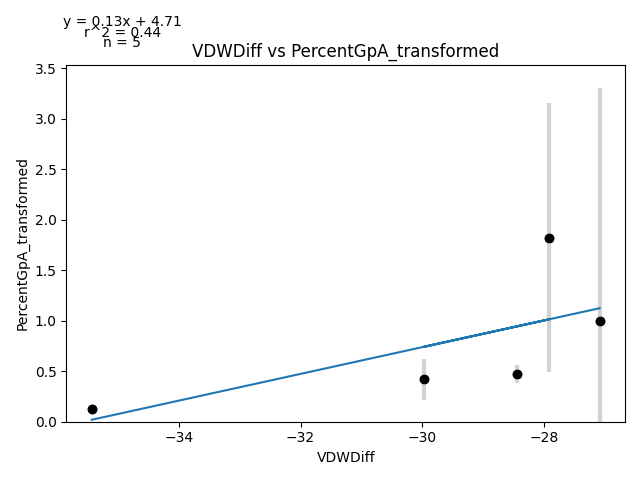 y = 0.13x + 4.71
r^2 = 0.44
n = 5
VDWDiff vs PercentGpA_transformed
3.5
3.0
2.5
2.0
1.5
1.0
0.5
0.0
PercentGpA_transformed
−34
−32
−30
−28
VDWDiff